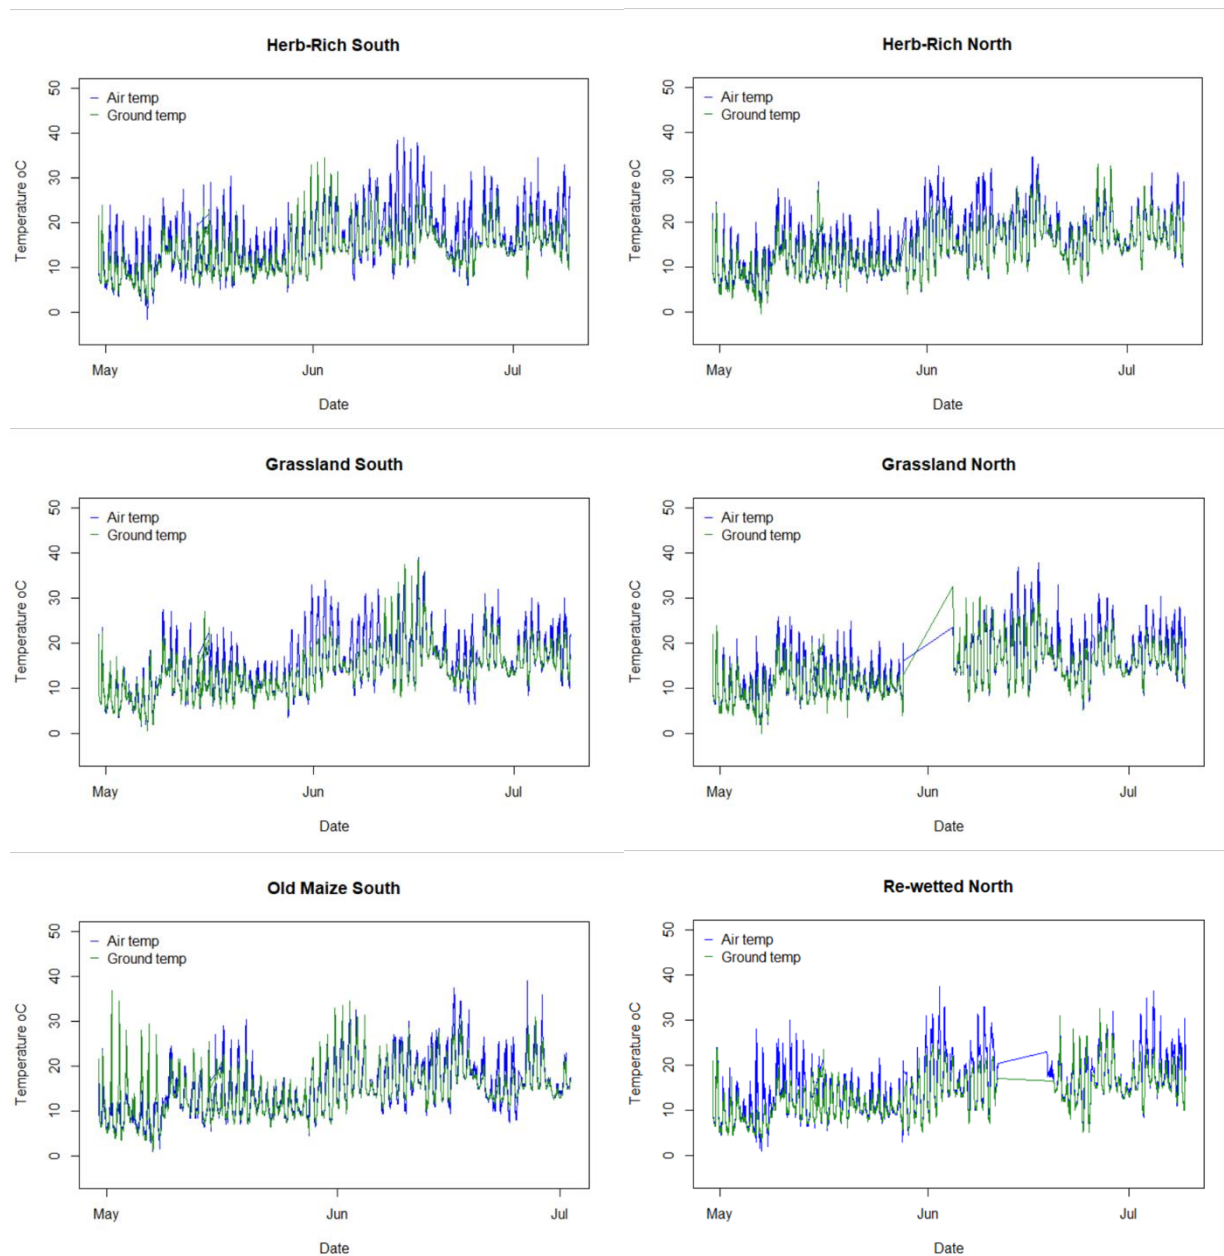 Herb-Rich South
50
40
30
20
10
0
Temperature oC
Air temp
Ground temp
May
Jun
Jul
Date
Herb-Rich North
50
40
30
20
10
0
Temperature oC
Air temp
Ground temp
May
Jun
Jul
Date
Grassland South
50
40
30
20
10
0
Temperature oC
Air temp
Ground temp
May
Jun
Jul
Date
Grassland North
50
40
30
20
10
0
Temperature oC
Air temp
Ground temp
May
Jun
Jul
Date
Old Maize South
50
40
30
20
10
0
Temperature oC
Air temp
Ground temp
May
Jun
Jul
Date
Re-wetted North
50
40
30
20
10
0
Temperature oC
Air temp
Ground temp
May
Jun
Jul
Date